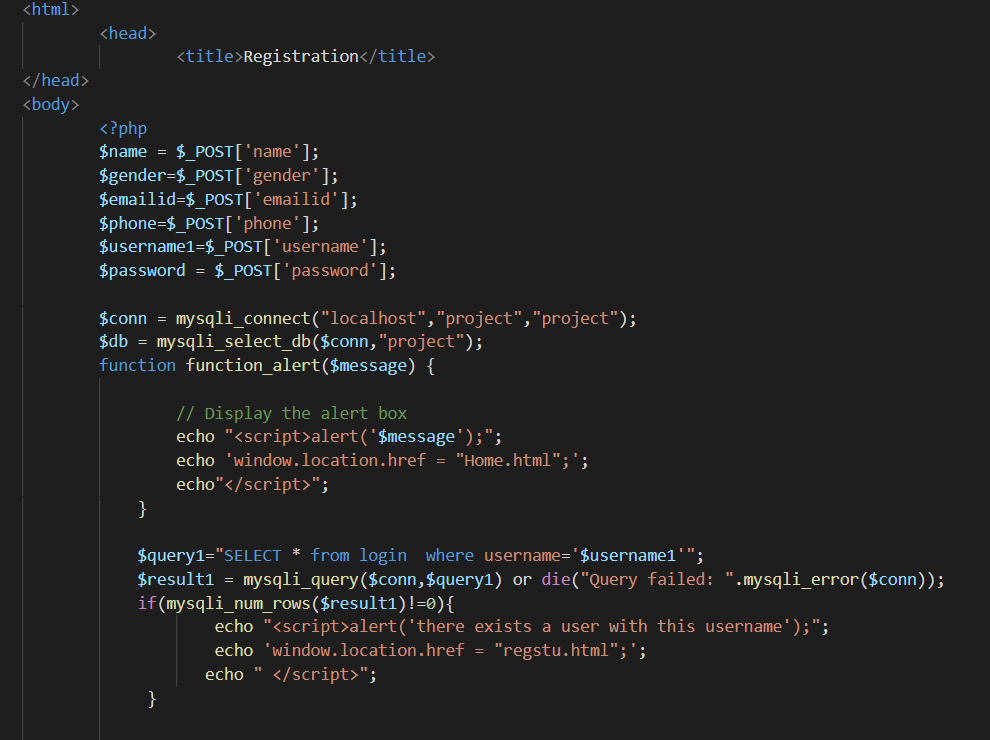 <html>
<head>
<title>Registration</title>
</head>
<body>
<?php
$name = $_POST['name'];
$gender=$_POST['gender'];
$emailid=$_POST['emailid'];
$phone=$_POST['phone'];
$username1=$_POST['username'];
$password = $_POST['password'];
$conn = mysqli_connect("localhost","project","project");
$db = mysqli_select_db($conn,"project");
function function_alert($message) {
// Display the alert box
echo "<script>alert('$message');";
echo 'window.location.href = "Home.html";';
echo"</script>";
}
$query1="SELECT * from login  where username='$username1'";
$result1 = mysqli_query($conn,$query1) or die("Query failed: ".mysqli_error($conn));
if(mysqli_num_rows($result1)!=0){
echo "<script>alert('there exists a user with this username');";
echo 'window.location.href = "regstu.html";';
echo " </script>";
}